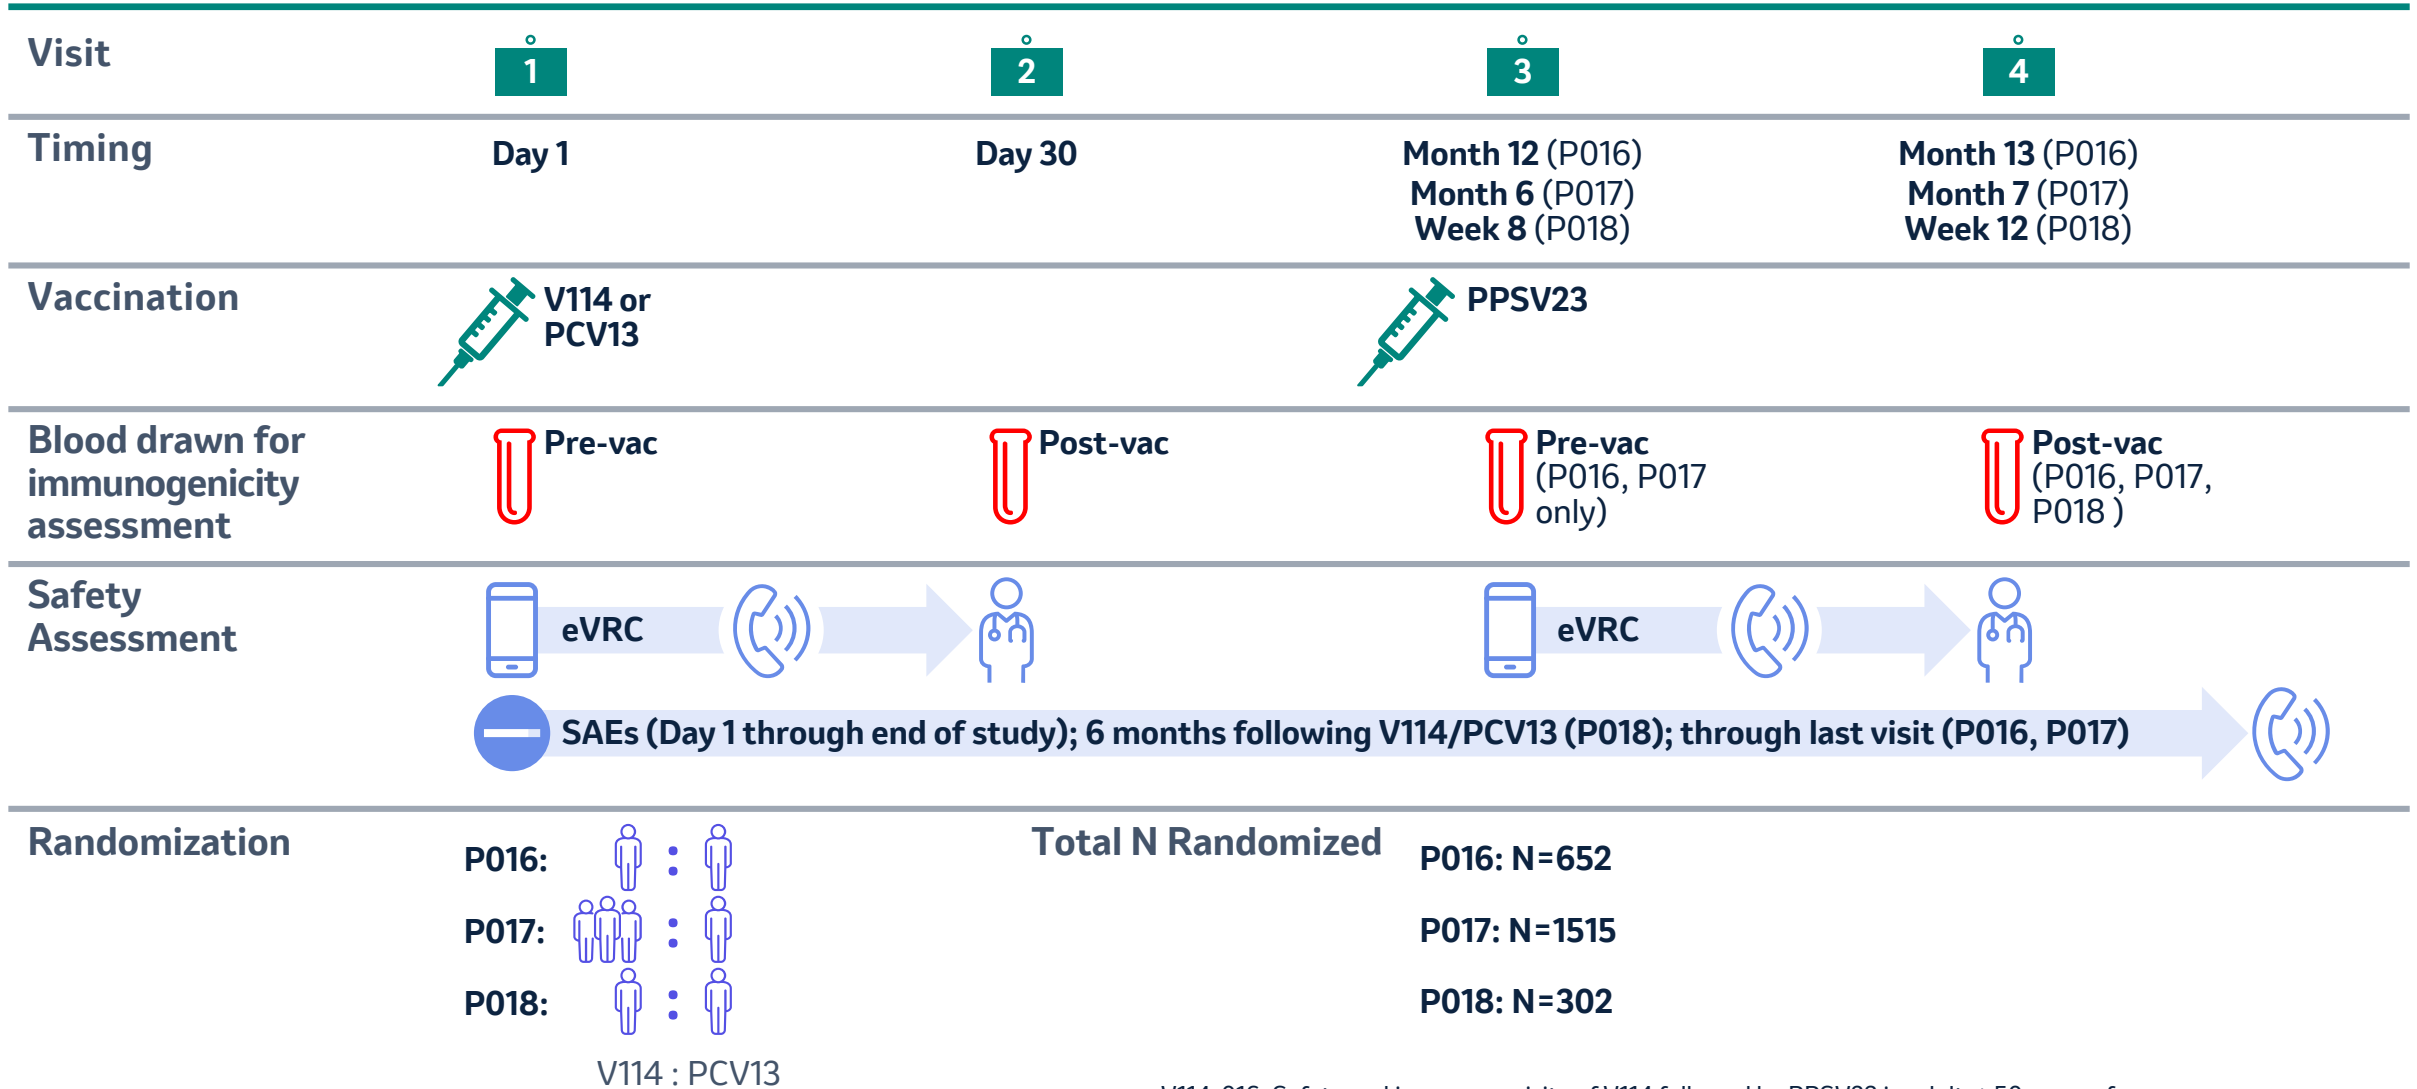 Visit
1
2
3
4
Timing
Day 1
Day 30
Month 12 (P016)
Month 6 (P017)
Week 8 (P018)
Month 13 (P016)
Month 7 (P017)
Week 12 (P018)
Vaccination
V114 or
PCV13
PPSV23
Blood drawn for
immunogenicity
assessment
Pre-vac
Post-vac
Pre-vac
(P016, P017
only)
Post-vac
(P016, P017,
P018 )
Safety
Assessment
eVRC
eVRC
SAEs (Day 1 through end of study); 6 months following V114/PCV13 (P018); through last visit (P016, P017)
Randomization
P016:
:
P017:
:
P018:
:
V114 : PCV13
Total N Randomized
P016: N=652
P017: N=1515
P018: N=302